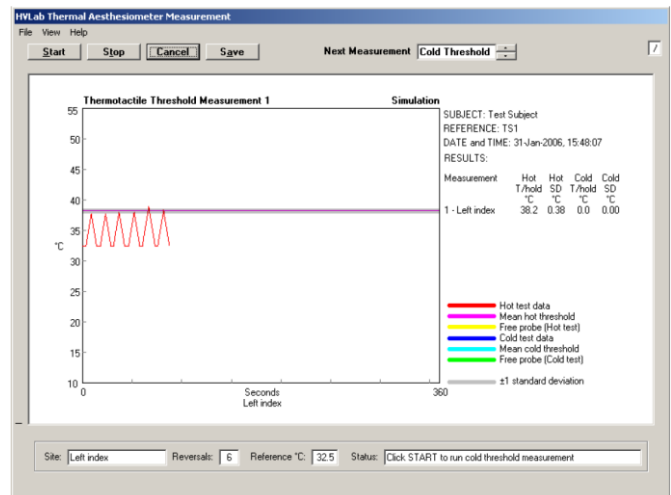 HVLab Thermal Aesthesiometer Measurement
File View Help
Start Stop Cancel Save Next Measurement Cold Threshold /
Thermotactile Threshold Measurement 1 Simulation
SUBJECT: Test Subject
REFERENCE: TS1
DATE and TIME: 31-Jan-2006, 15:48:07
RESULTS:
Measurement Hot Hot Cold Cold
T/hold SD T/hold SD
°C °C °C °C
1 - Left index 38.2 0.38 0.0 0.00
55
50
45
40
35
°C
30
25
20
15
10
0 Seconds 360
Left index
Hot test data
Mean hot threshold
Free probe (Hot test)
Cold test data
Mean cold threshold
Free probe (Cold test)
±1 standard deviation
Site: Left index Reversals: 6 Reference °C: 32.5 Status: Click START to run cold threshold measurement